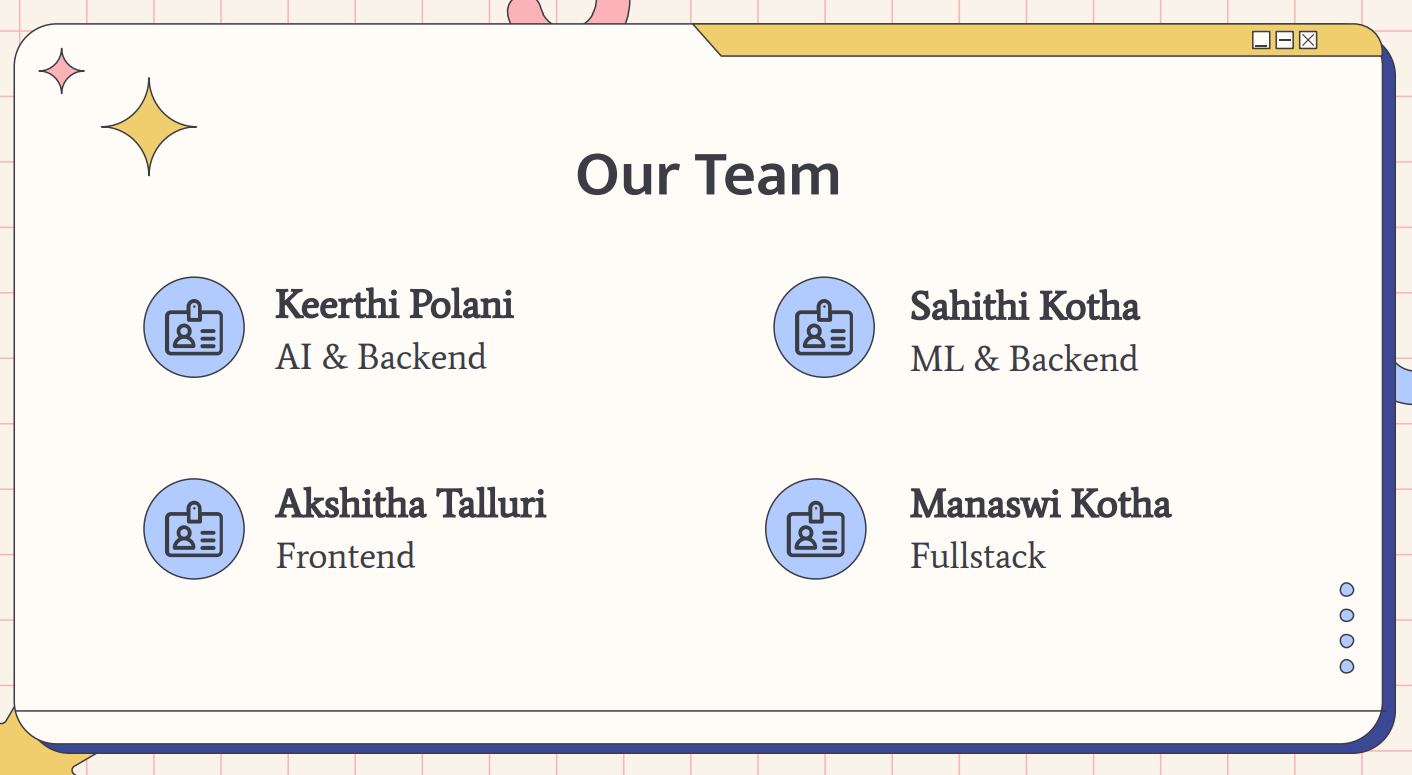 Our Team
Keerthi Polani
AI & Backend
Sahithi Kotha
ML & Backend
Akshitha Talluri
Frontend
Manaswi Kotha
Fullstack